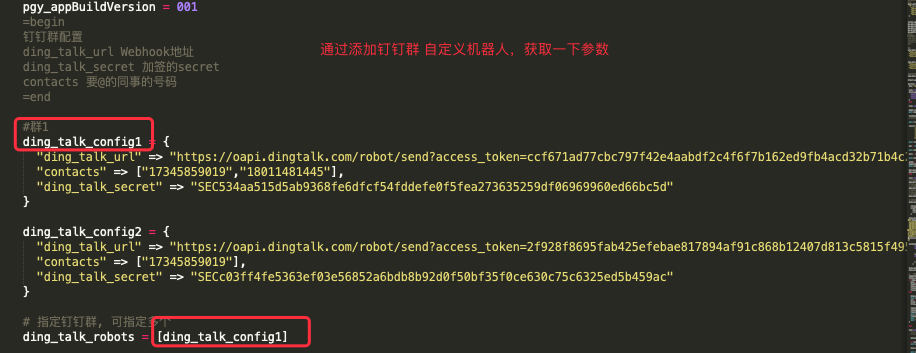 pgy_appBuildVersion = 001
=begin
钉钉群配置
ding_talk_url Webhook地址
通过添加钉钉群 自定义机器人，获取一下参数
ding_talk_secret 加签的secret
contacts 要@的同事的号码
=end
#群1
ding_talk_config1 = {
"ding_talk_url" => "https://oapi.dingtalk.com/robot/send?access_token=ccf671ad77cbc797f42e4aabdf2c4f6f7b162ed9fb4acd32b71b4c
"contacts" => ["17345859019","18011481445"],
"ding_talk_secret" => "SEC534aa515d5ab9368fe6dfcf54fddefe0f5fea273635259df06969960ed66bc5d"
}
ding_talk_config2 = {
"ding_talk_url" => "https://oapi.dingtalk.com/robot/send?access_token=2f928f8695fab425efebae817894af91c868b12407d813c5815f495
"contacts" => ["17345859019"],
"ding_talk_secret" => "SECc03ff4fe5363ef03e56852a6bdb8b92d0f50bf35f0ce630c75c6325ed5b459ac"
}
# 指定钉钉群, 可指定多个
ding_talk_robots = [ding_talk_config1]